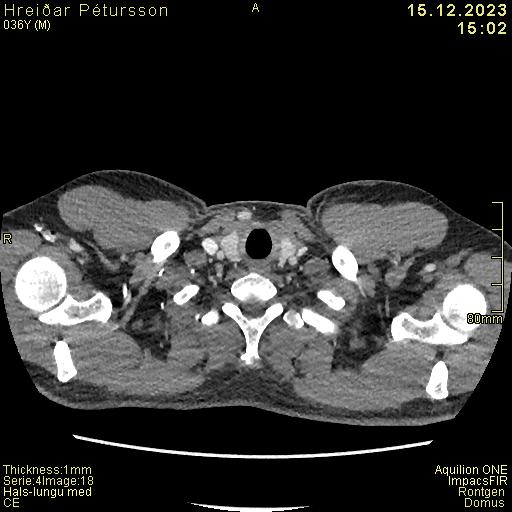 Hreiðar Pétursson
036Y (M)
A
15.12.2023
15:02
R
80mm
Thickness:1mm
Serie:4Image:18
Hals-lungu med
CE
Aquilion ONE
ImpacsFIR
Rontgen
Domus